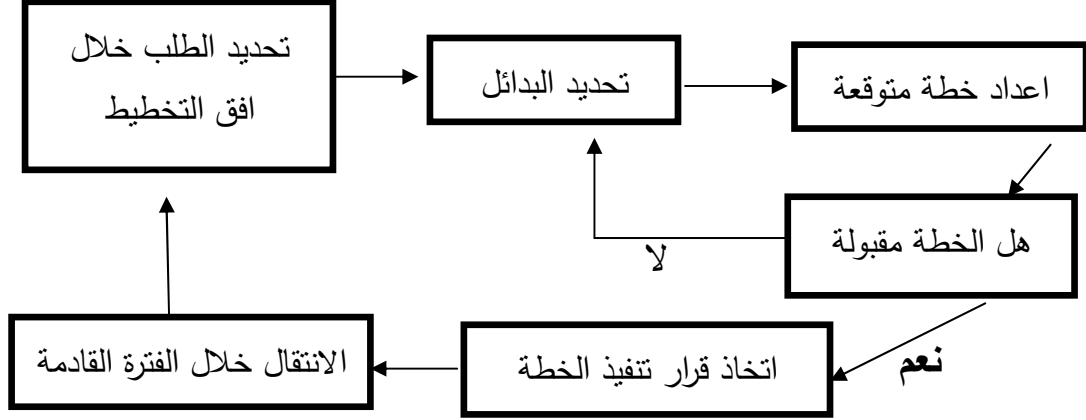 تحديد الطلب خلال
افق التخطيط
تحديد البدائل
اعداد خطة متوقعة
هل الخطة مقبولة
لا
نعم
اتخاذ قرار تنفيذ الخطة
الانتقال خلال الفترة القادمة